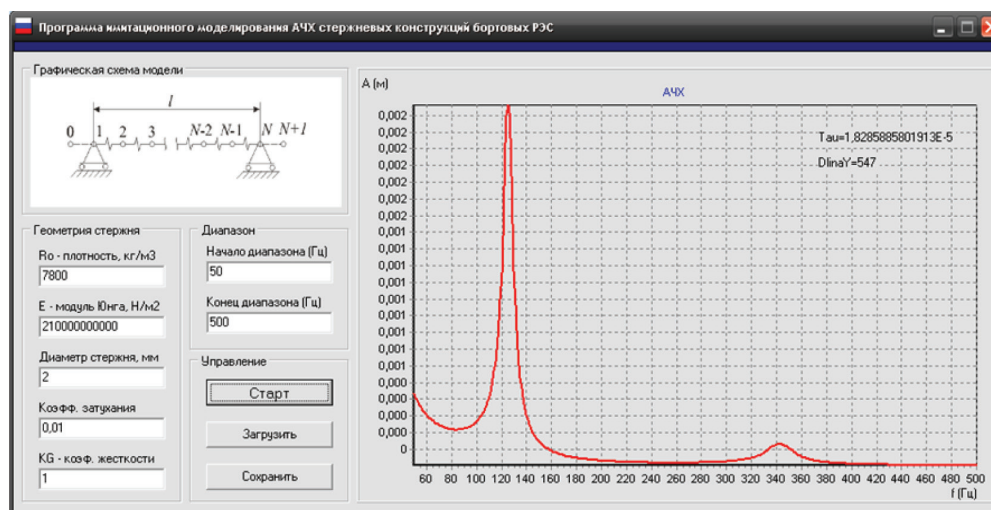 Программа имитационного моделирования АЧХ стержневых конструкций бортовых РЭС
Графическая схема модели
l
0 1 2 3 N-2 N-1 N N+1
Геометрия стержня
Ro - плотность, кг/м3
7800
E - модуль Юнга, Н/м2
210000000000
Диаметр стержня, мм
2
Коэфф. затухания
0,01
KG - коэф. жесткости
1
Диапазон
Начало диапазона (Гц)
50
Конец диапазона (Гц)
500
Управление
Старт
Загрузить
Сохранить
A (м)
АЧХ
Tau=1,8285885801913E-5
DlinaY=547
0,002
0,002
0,002
0,002
0,002
0,002
0,002
0,001
0,001
0,001
0,001
0,001
0,001
0,001
0,001
0,001
0,000
0,000
0,000
0
60 80 100 120 140 160 180 200 220 240 260 280 300 320 340 360 380 400 420 440 460 480 500
f (Гц)